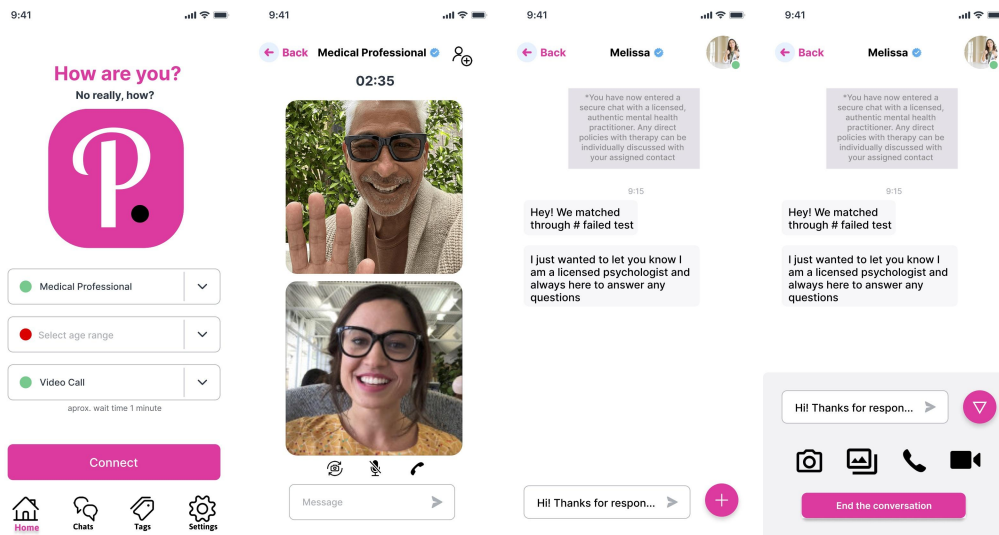 9:41
How are you?
No really, how?
P.
Medical Professional
Select age range
Video Call
aprox. wait time 1 minute
Connect
Home
Chats
Tags
Settings
9:41
Back
Medical Professional
02:35
Message
9:41
Back
Melissa
*You have now entered a
secure chat with a licensed,
authentic mental health
practitioner. Any direct
policies with therapy can be
individually discussed with
your assigned contact
9:15
Hey! We matched
through # failed test
I just wanted to let you know I
am a licensed psychologist and
always here to answer any
questions
Hi! Thanks for respon...
9:41
Back
Melissa
*You have now entered a
secure chat with a licensed,
authentic mental health
practitioner. Any direct
policies with therapy can be
individually discussed with
your assigned contact
9:15
Hey! We matched
through # failed test
I just wanted to let you know I
am a licensed psychologist and
always here to answer any
questions
Hi! Thanks for respon...
End the conversation